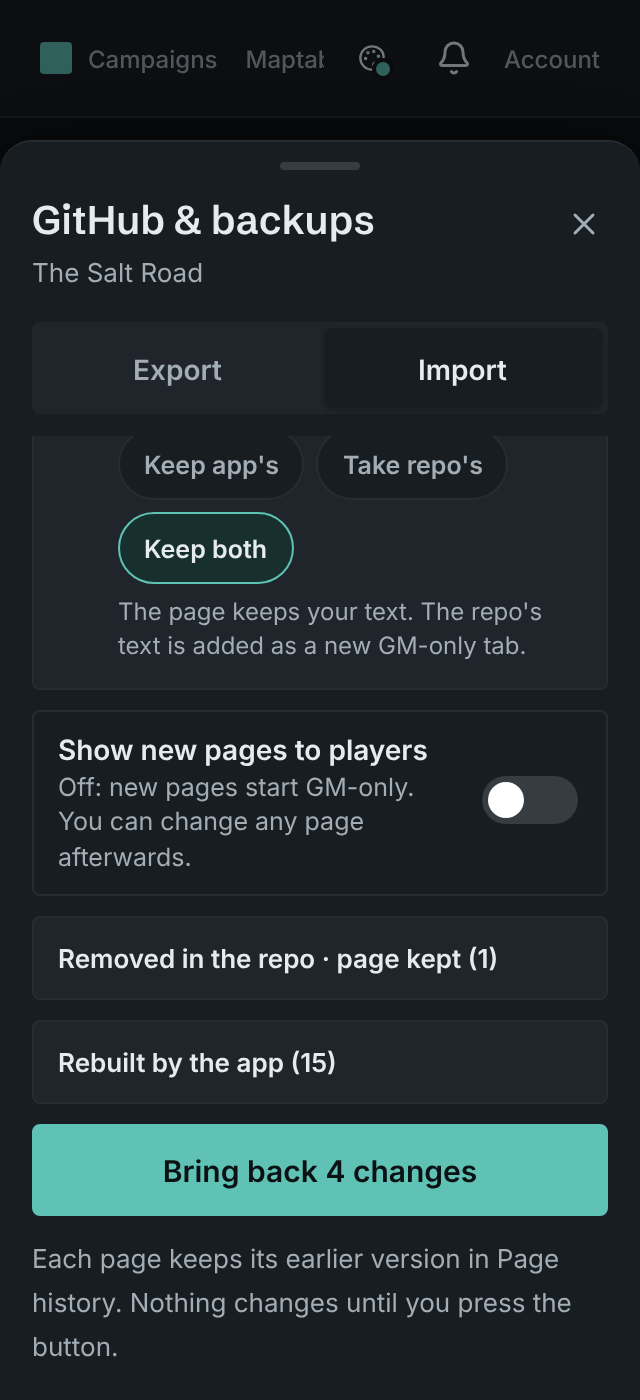 Campaigns Maptab Account
GitHub & backups
The Salt Road
Export Import
Keep app's Take repo's
Keep both
The page keeps your text. The repo's
text is added as a new GM-only tab.
Show new pages to players
Off: new pages start GM-only.
You can change any page
afterwards.
Removed in the repo · page kept (1)
Rebuilt by the app (15)
Bring back 4 changes
Each page keeps its earlier version in Page
history. Nothing changes until you press the
button.